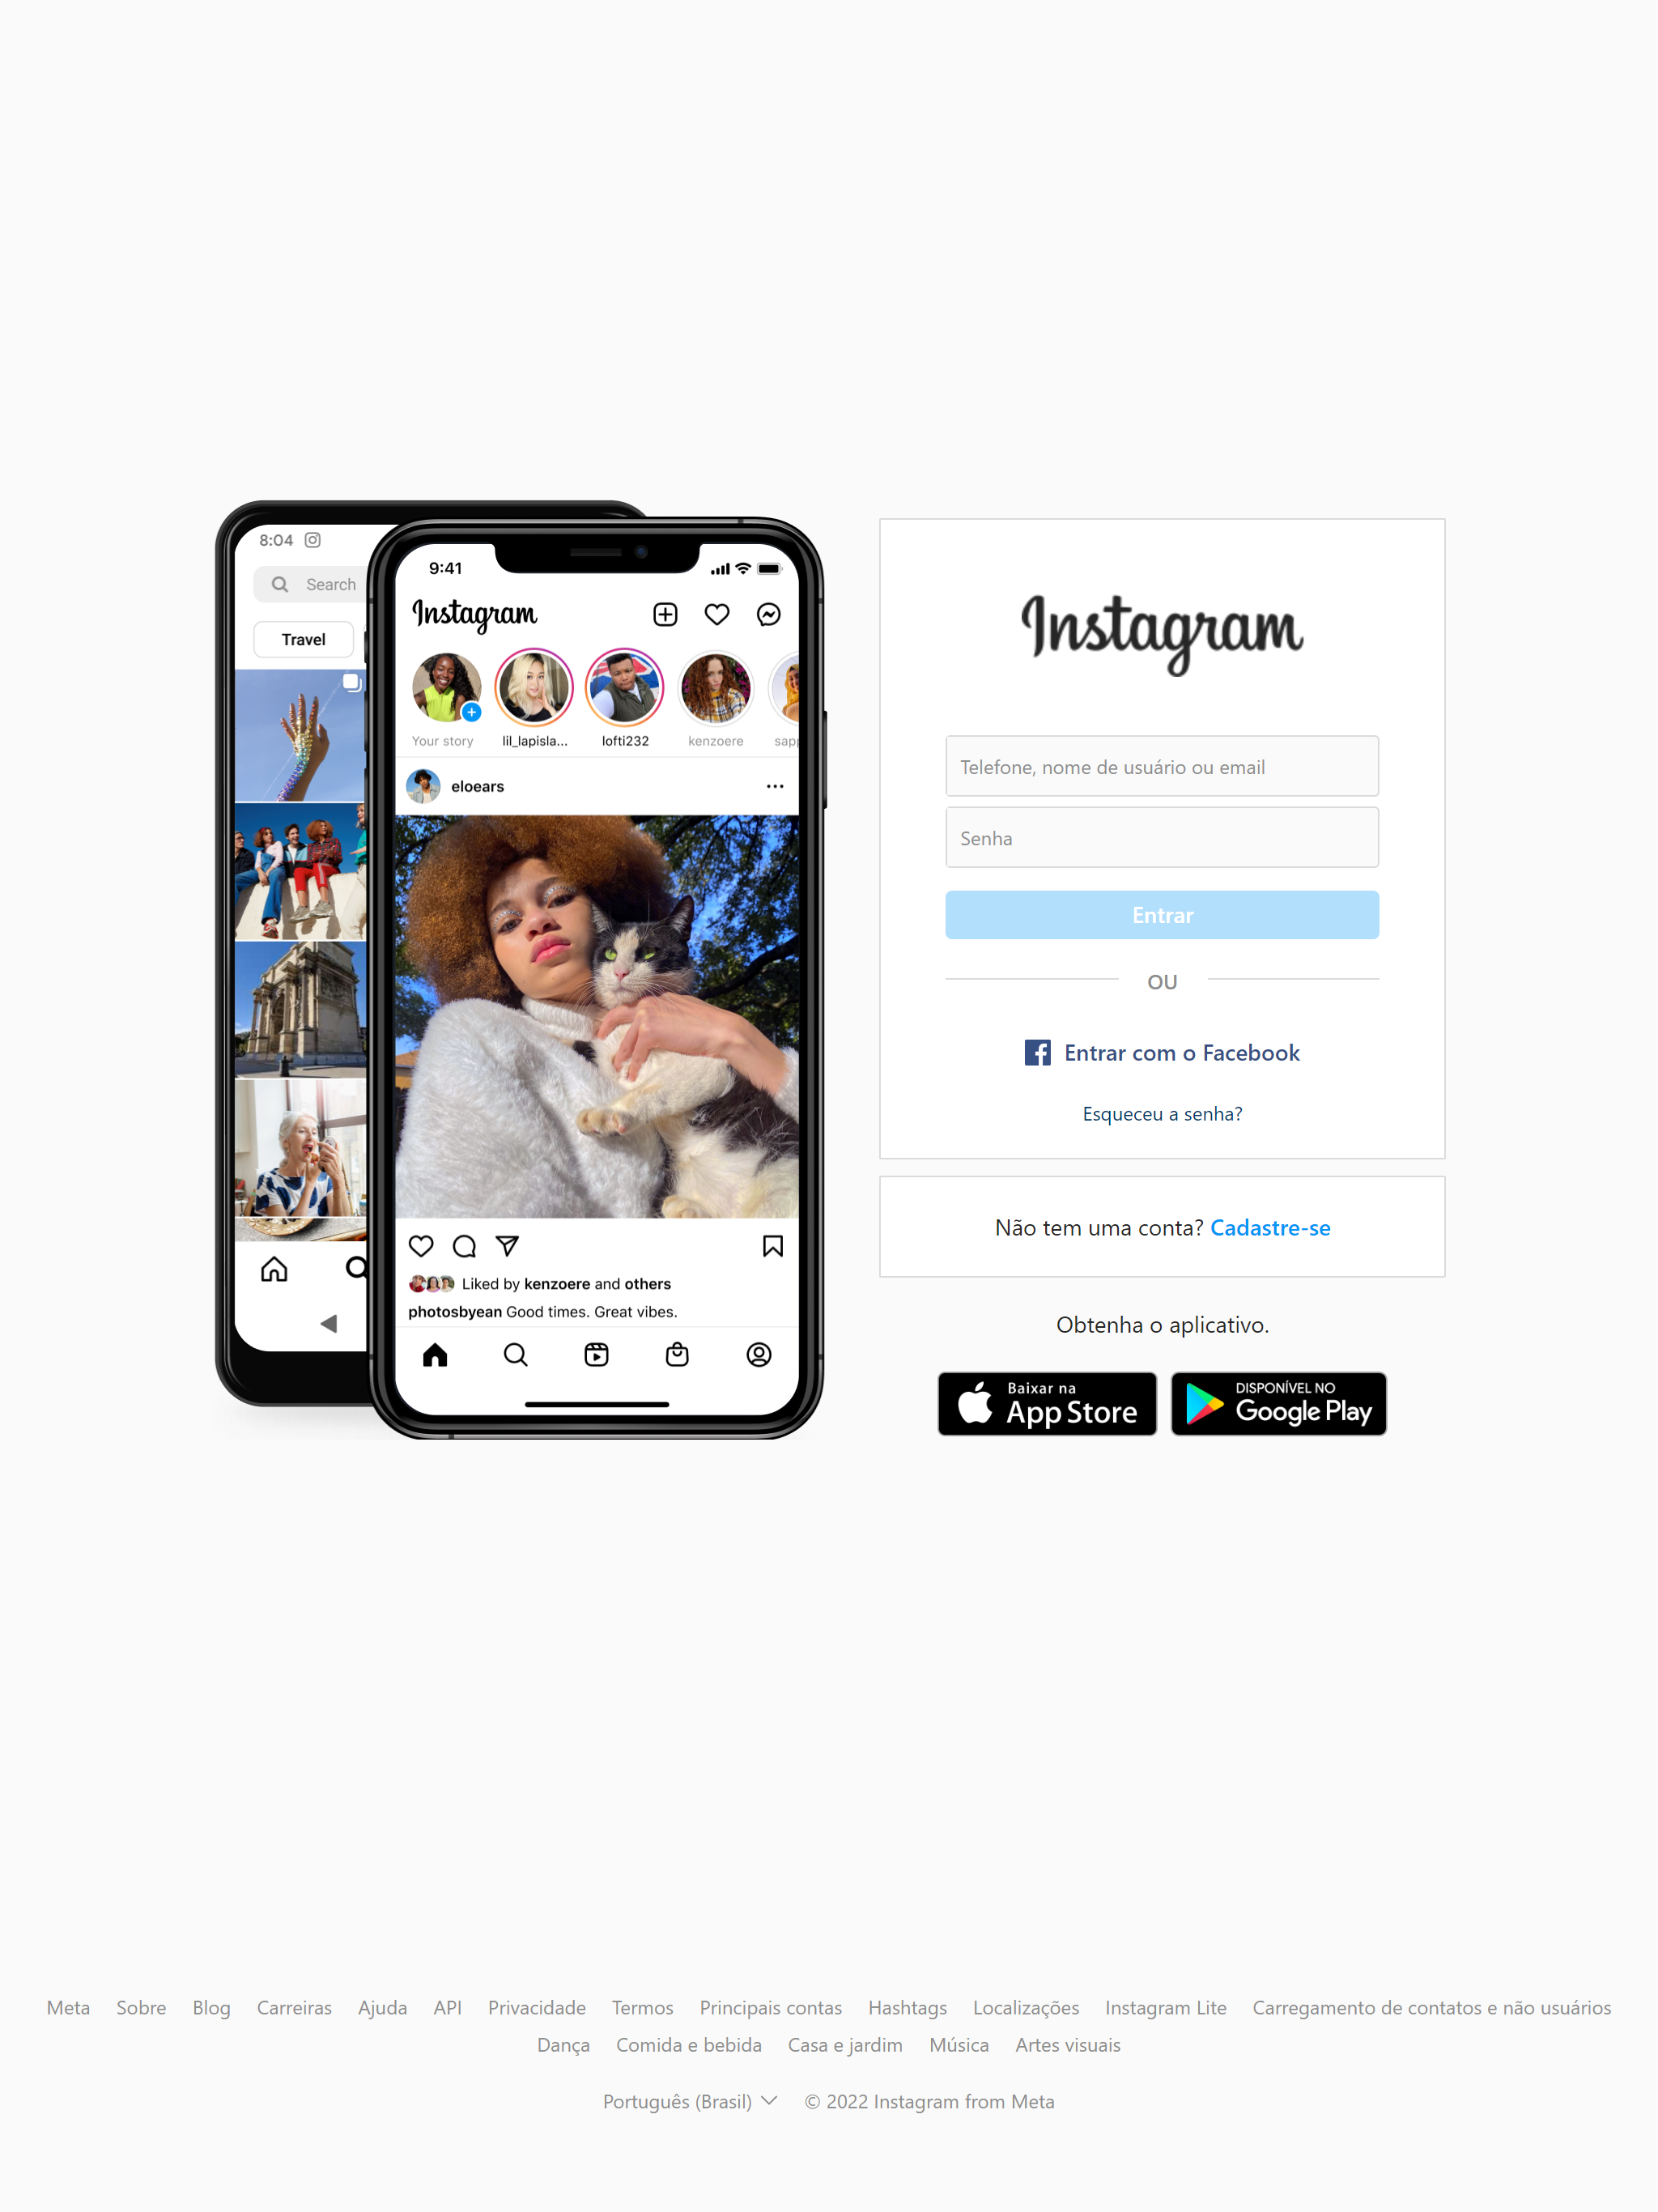 8:04
Search
Travel
9:41
Instagram
Your story lil_lapisla... lofti232 kenzoere sapp
eloears
Liked by kenzoere and others
photosbyean Good times. Great vibes.
Instagram
Telefone, nome de usuário ou email
Senha
Entrar
OU
Entrar com o Facebook
Esqueceu a senha?
Não tem uma conta? Cadastre-se
Obtenha o aplicativo.
Baixar na
App Store
DISPONÍVEL NO
Google Play
Meta Sobre Blog Carreiras Ajuda API Privacidade Termos Principais contas Hashtags Localizações Instagram Lite Carregamento de contatos e não usuários
Dança Comida e bebida Casa e jardim Música Artes visuais
Português (Brasil) © 2022 Instagram from Meta